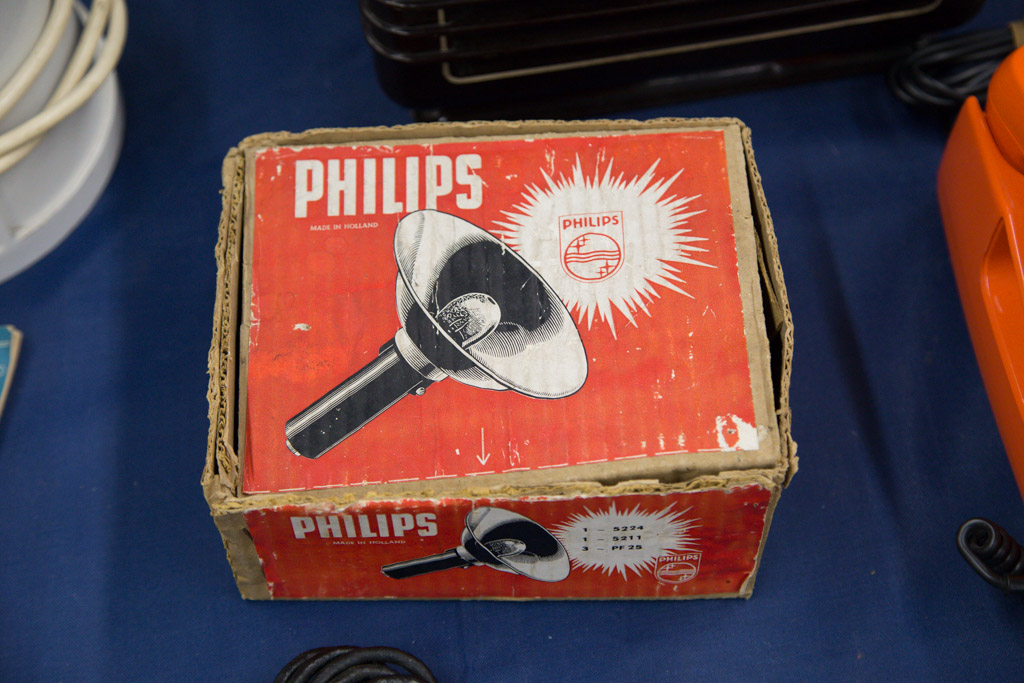 PHILIPS
MADE IN HOLLAND
PHILIPS
PHILIPS
MADE IN HOLLAND
1 - 5224
1 - 5211
3 - PF 25
PHILIPS